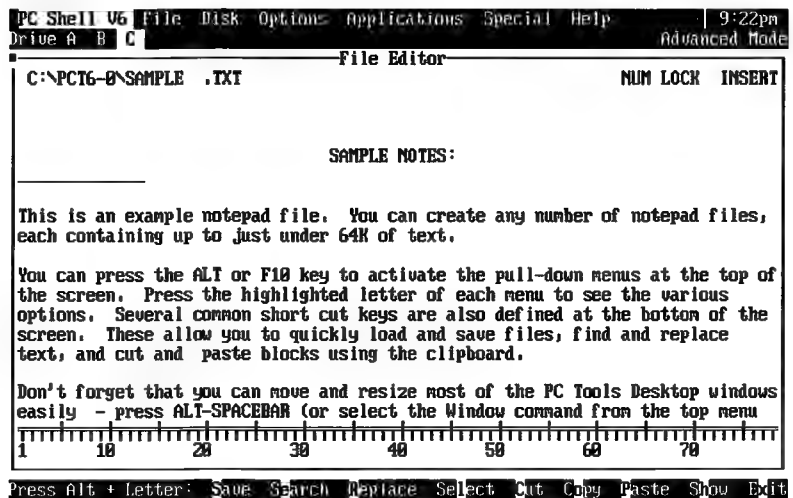 PC Shell V6 File Disk Options Applications Special Help 9:22pm
Drive A B C Advanced Mode
File Editor
C:\PCT6-0\SAMPLE .TXT NUM LOCK INSERT
SAMPLE NOTES:
This is an example notepad file. You can create any number of notepad files,
each containing up to just under 64K of text.
You can press the ALT or F10 key to activate the pull-down menus at the top of
the screen. Press the highlighted letter of each menu to see the various
options. Several common short cut keys are also defined at the bottom of the
screen. These allow you to quickly load and save files, find and replace
text, and cut and paste blocks using the clipboard.
Don't forget that you can move and resize most of the PC Tools Desktop windows
easily - press ALT-SPACEBAR (or select the Window command from the top menu
1 10 20 30 40 50 60 70
Press Alt + Letter: Save Search Replace Select Cut Copy Paste Show Exit